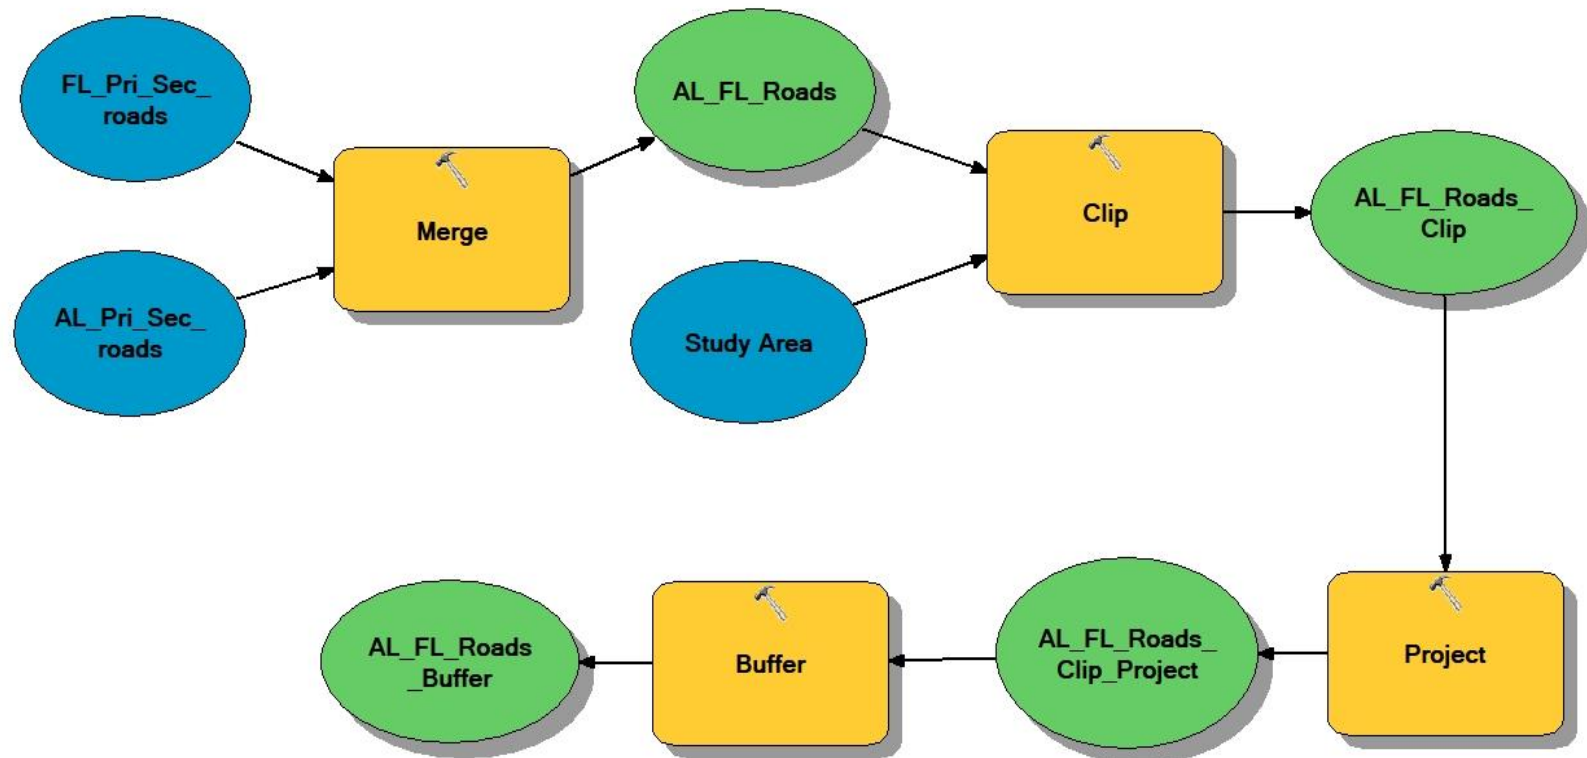 FL_Pri_Sec_
roads
AL_FL_Roads
Merge
Clip
AL_FL_Roads_
Clip
AL_Pri_Sec_
roads
Study Area
AL_FL_Roads
_Buffer
Buffer
AL_FL_Roads_
Clip_Project
Project